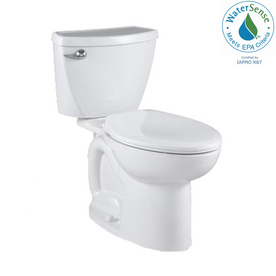 WaterSense
Meets EPA Criteria
Certified by
IAPMO R&T